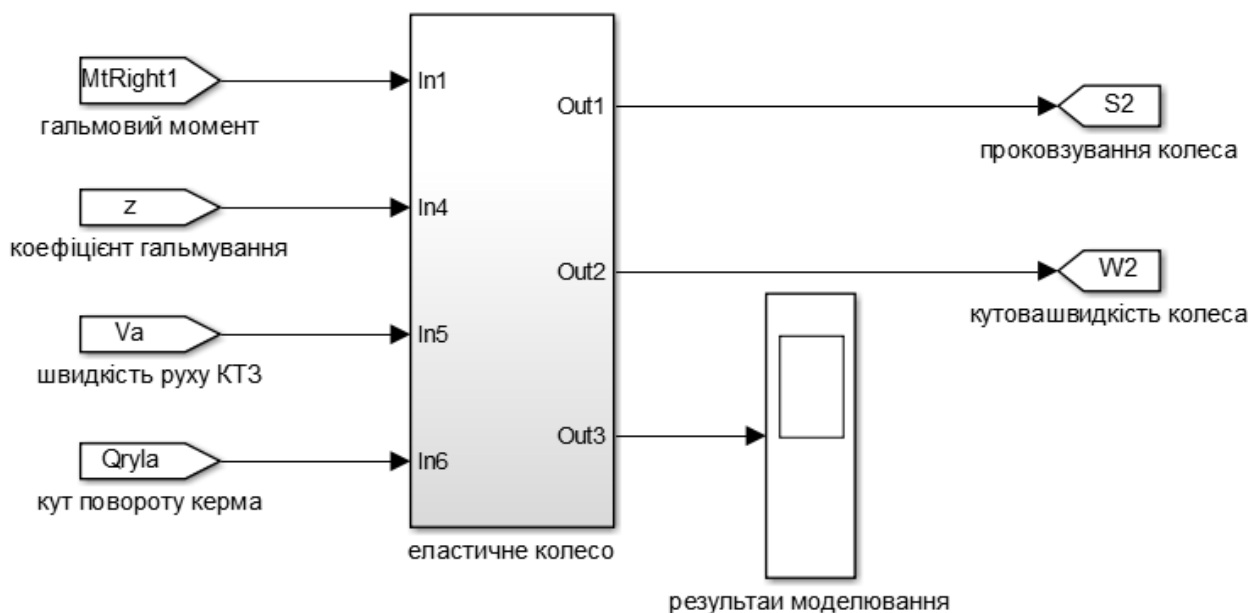 MtRight1
гальмовий момент
z
коефіцієнт гальмування
Va
швидкість руху КТЗ
Qryla
кут повороту керма
In1
In4
In5
In6
Out1
Out2
Out3
еластичне колесо
S2
проковзування колеса
W2
кутовашвидкість колеса
результаи моделювання